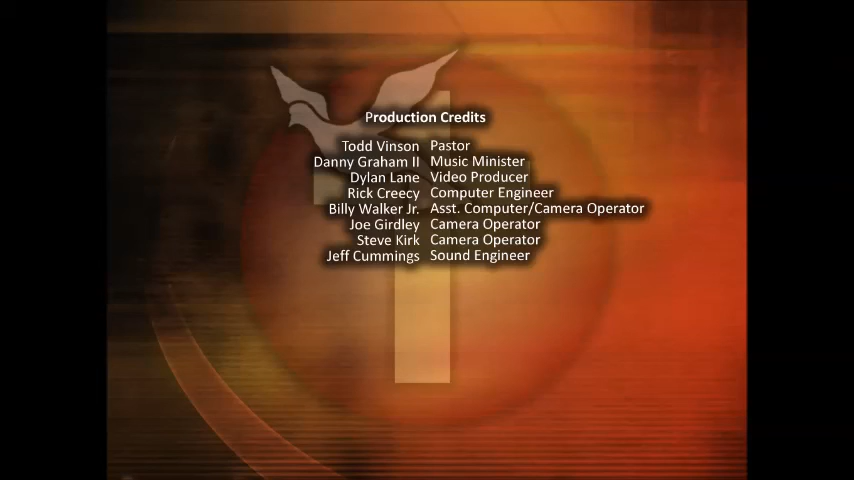 Production Credits
Todd Vinson Pastor
Danny Graham II Music Minister
Dylan Lane Video Producer
Rick Creecy Computer Engineer
Billy Walker Jr. Asst. Computer/Camera Operator
Joe Girdley Camera Operator
Steve Kirk Camera Operator
Jeff Cummings Sound Engineer